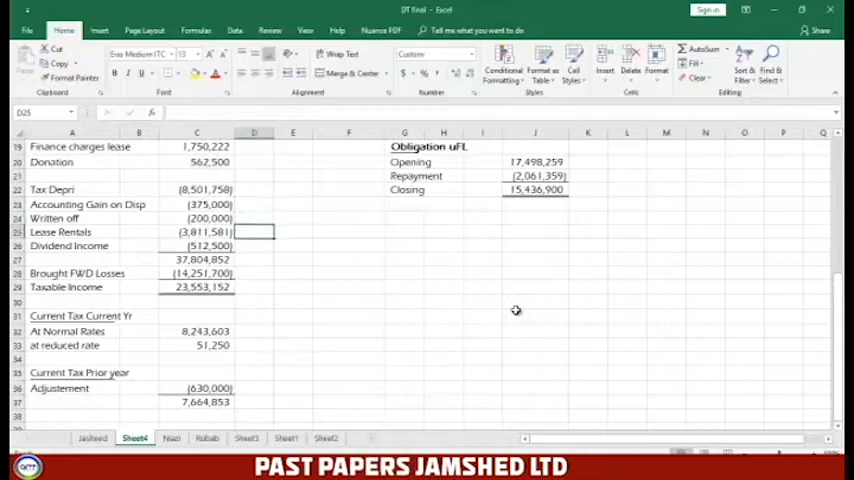 DT final - Excel
Sign in
File Home Insert Page Layout Formulas Data Review View Help Nuance PDF Tell me what you want to do Share
Cut
Copy
Format Painter
Paste
Clipboard
Eras Medium ITC 13
B I U
Font
Wrap Text
Merge & Center
Alignment
Custom
$ % ,
Number
Conditional Formatting
Format as Table
Cell Styles
Styles
Insert Delete Format
Cells
AutoSum
Fill
Clear
Sort & Filter
Find & Select
Editing
D25 fx
A B C D E F G H I J K L M N O P Q
19 Finance charges lease 1,750,222 Obligation uFL
20 Donation 562,500 Opening 17,498,259
21 Repayment (2,061,359)
22 Tax Depri (8,501,758) Closing 15,436,900
23 Accounting Gain on Disp (375,000)
24 Written off (200,000)
25 Lease Rentals (3,811,581)
26 Dividend Income (512,500)
27 37,804,852
28 Brought FWD Losses (14,251,700)
29 Taxable Income 23,553,152
30
31 Current Tax Current Yr
32 At Normal Rates 8,243,603
33 at reduced rate 51,250
34
35 Current Tax Prior year
36 Adjustement (630,000)
37 7,664,853
38
Jasheed Sheet4 Niazi Rubab Sheet3 Sheet1 Sheet2
PAST PAPERS JAMSHED LTD